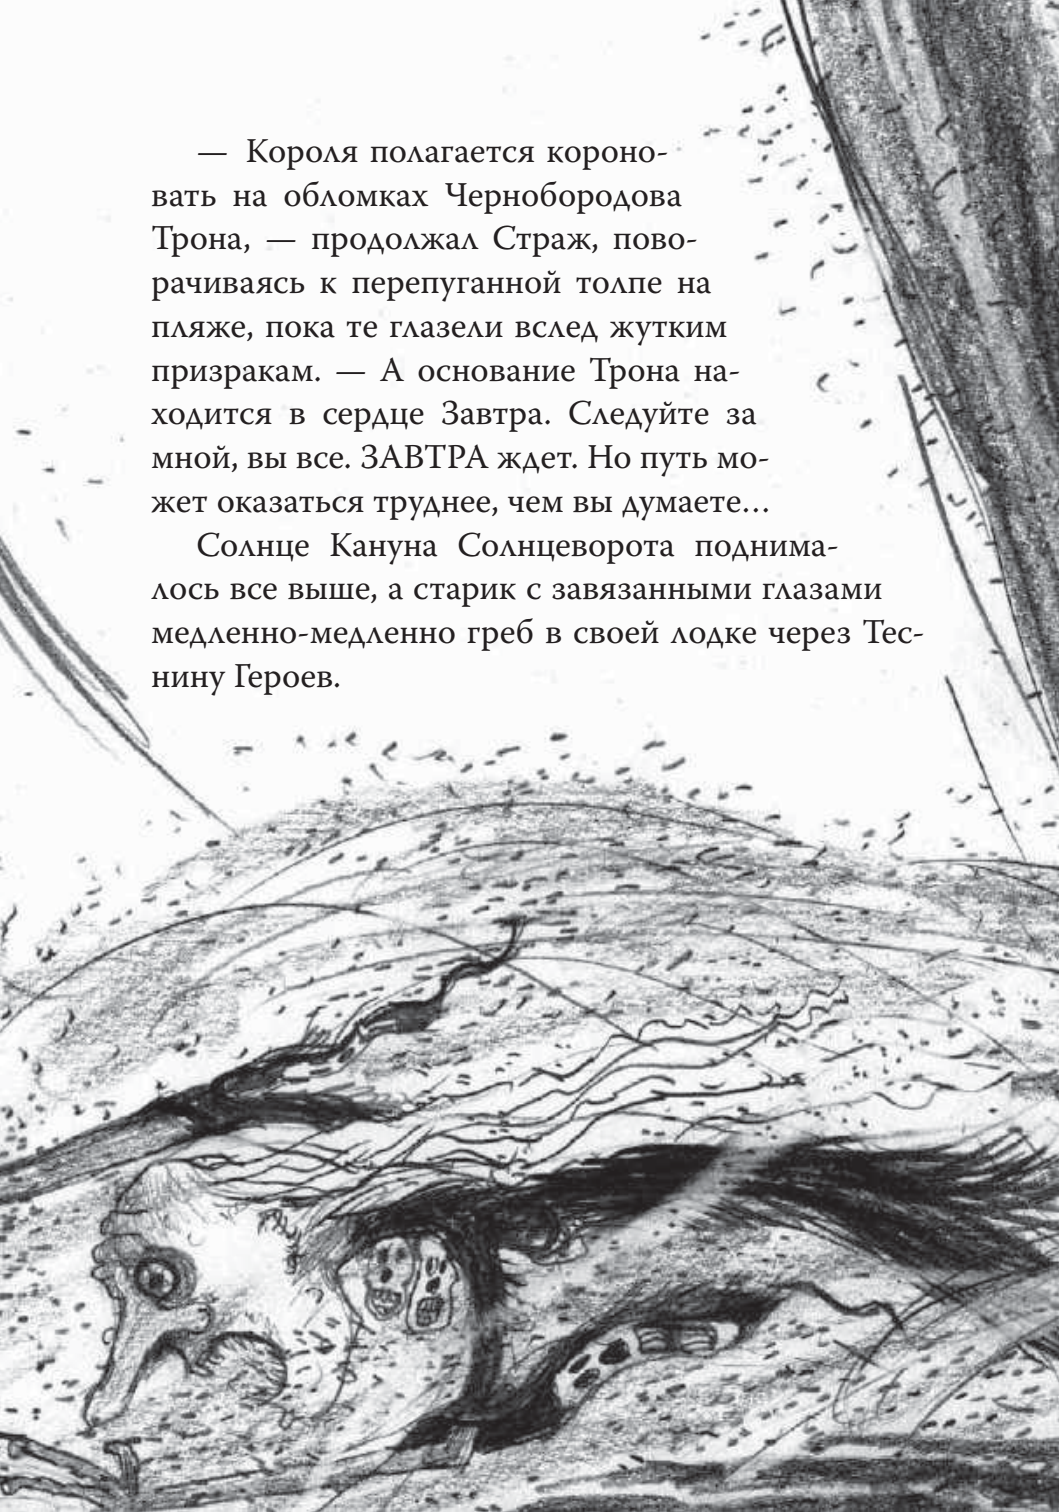 — Короля полагается короно-
вать на обломках Чернобородова
Трона, — продолжал Страж, пово-
рачиваясь к перепуганной толпе на
пляже, пока те глазели вслед жутким
призракам. — А основание Трона на-
ходится в сердце Завтра. Следуйте за
мной, вы все. ЗАВТРА ждет. Но путь мо-
жет оказаться труднее, чем вы думаете…
Солнце Кануна Солнцеворота поднима-
лось все выше, а старик с завязанными глазами
медленно-медленно греб в своей лодке через Тес-
нину Героев.